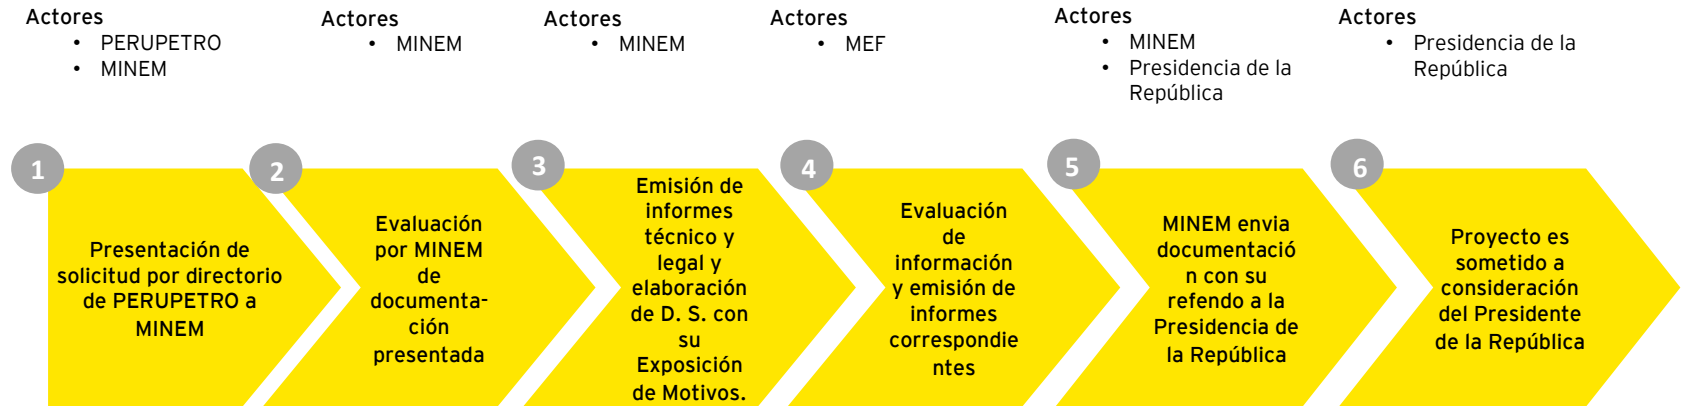 Actores
• PERUPETRO
• MINEM
Actores
• MINEM
Actores
• MINEM
Actores
• MEF
Actores
• MINEM
• Presidencia de la
República
Actores
• Presidencia de la
República
1
Presentación de
solicitud por directorio
de PERUPETRO a
MINEM
2
Evaluación
por MINEM
de
documenta-
ción
presentada
3
Emisión de
informes
técnico y
legal y
elaboración
de D. S. con
su
Exposición
de Motivos.
4
Evaluación
de
información
y emisión de
informes
correspondie
ntes
5
MINEM envia
documentació
n con su
refendo a la
Presidencia de
la República
6
Proyecto es
sometido a
consideración
del Presidente
de la República